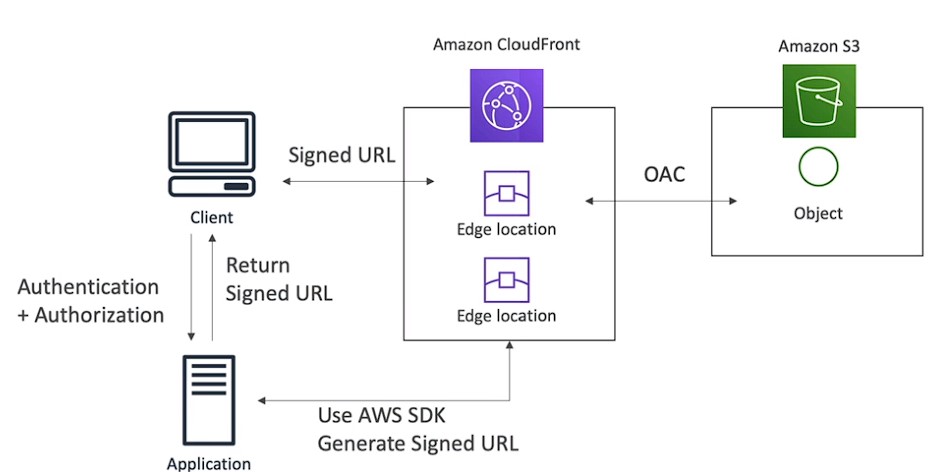 Amazon CloudFront
Amazon S3
Signed URL
OAC
Client
Edge location
Object
Return
Signed URL
Authentication
+ Authorization
Edge location
Use AWS SDK
Generate Signed URL
Application